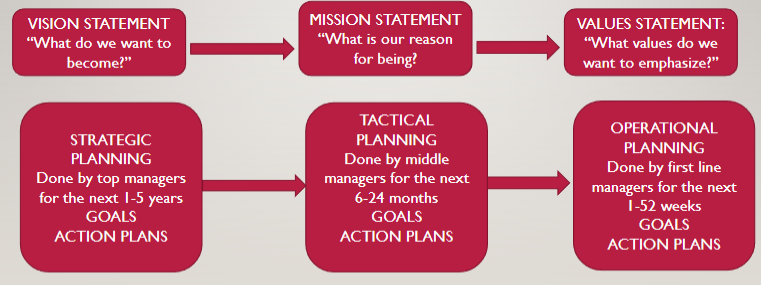 VISION STATEMENT
“What do we want to
become?”
MISSION STATEMENT
“What is our reason
for being?
VALUES STATEMENT:
“What values do we
want to emphasize?”
STRATEGIC
PLANNING
Done by top managers
for the next 1-5 years
GOALS
ACTION PLANS
TACTICAL
PLANNING
Done by middle
managers for the next
6-24 months
GOALS
ACTION PLANS
OPERATIONAL
PLANNING
Done by first line
managers for the next
1-52 weeks
GOALS
ACTION PLANS